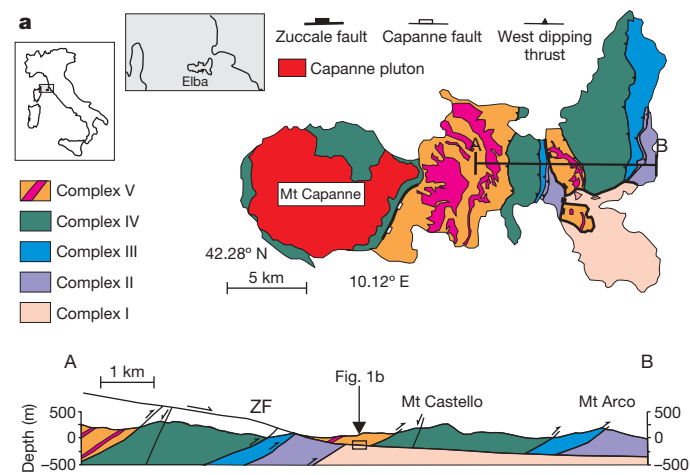 a
Elba
Zuccale fault
Capanne fault
West dipping
thrust
Capanne pluton
A
B
Mt Capanne
Complex V
Complex IV
Complex III
Complex II
Complex I
42.28° N
5 km
10.12° E
A
B
1 km
Fig. 1b
ZF
Mt Castello
Mt Arco
Depth (m)
500
0
–500
500
0
–500